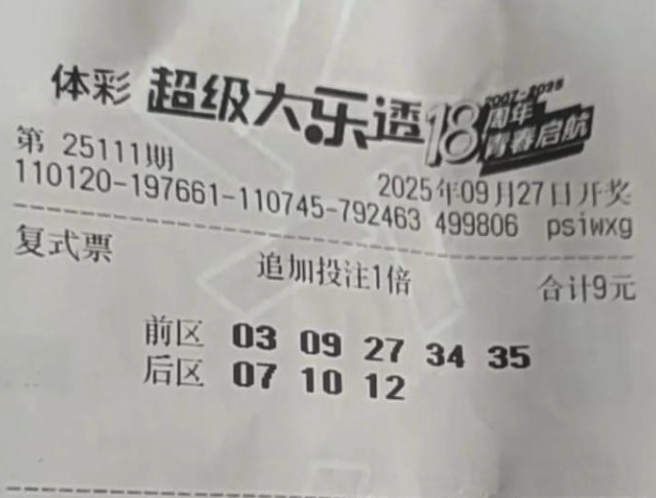 体彩 超级大乐透 18周年 2007-2025 青春启航
第 25111期
2025年09月27日开奖
110120-197661-110745-792463 499806 psiwxg
复式票 追加投注1倍 合计9元
前区 03 09 27 34 35
后区 07 10 12